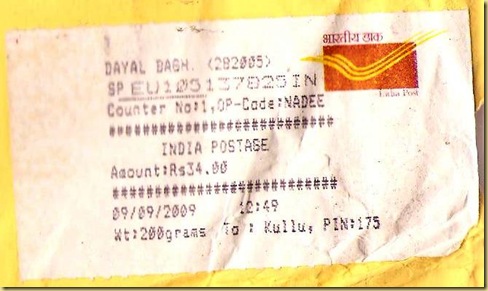 भारतीय डाक
India Post
DAYAL BAGH. (282005)
SP EU105137825IN
Counter No:1,OP-Code:NADEE
##########################
INDIA POSTAGE
Amount:Rs34.00
##########################
09/09/2009 12:49
Wt:200grams To : Kullu, PIN:175